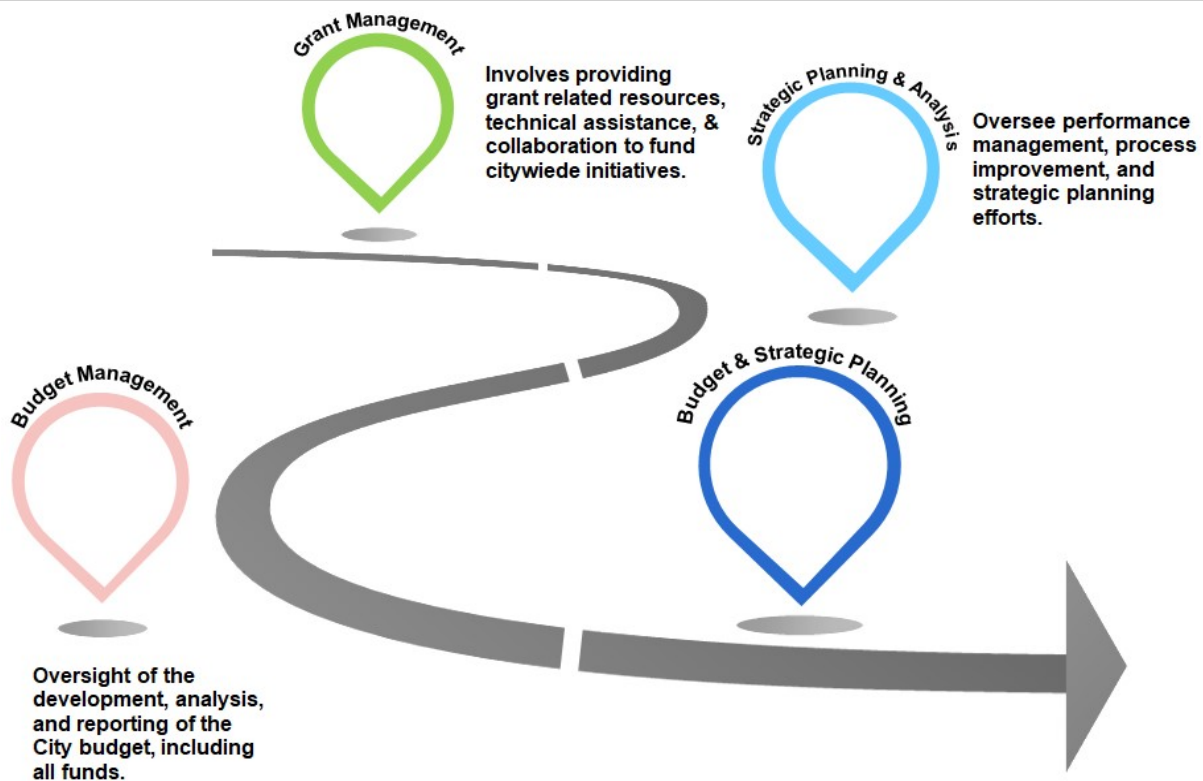 Grant Management
Involves providing
grant related resources,
technical assistance, &
collaboration to fund
citywiede initiatives.
Strategic Planning & Analysis
Oversee performance
management, process
improvement, and
strategic planning
efforts.
Budget Management
Oversight of the
development, analysis,
and reporting of the
City budget, including
all funds.
Budget & Strategic Planning